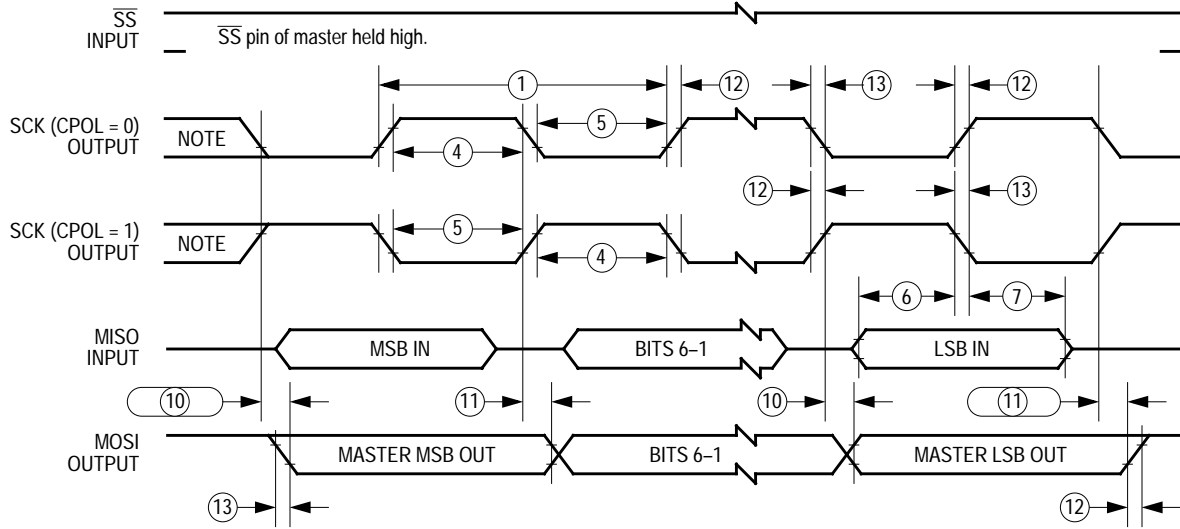 SS
INPUT
SS pin of master held high.
1
12
13
12
SCK (CPOL = 0)
OUTPUT
NOTE
5
4
12
13
SCK (CPOL = 1)
OUTPUT
NOTE
5
4
6
7
MISO
INPUT
MSB IN
BITS 6–1
LSB IN
10
11
10
11
MOSI
OUTPUT
MASTER MSB OUT
BITS 6–1
MASTER LSB OUT
13
12